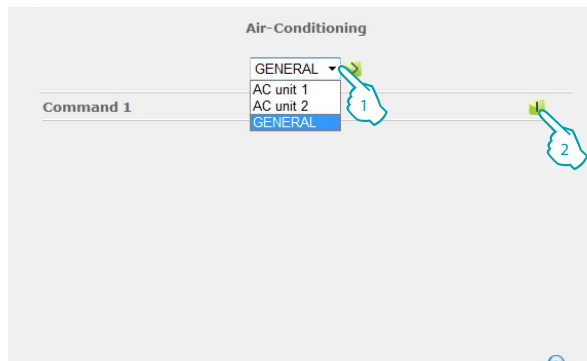 Air-Conditioning
GENERAL
AC unit 1
AC unit 2
GENERAL
1
Command 1
2